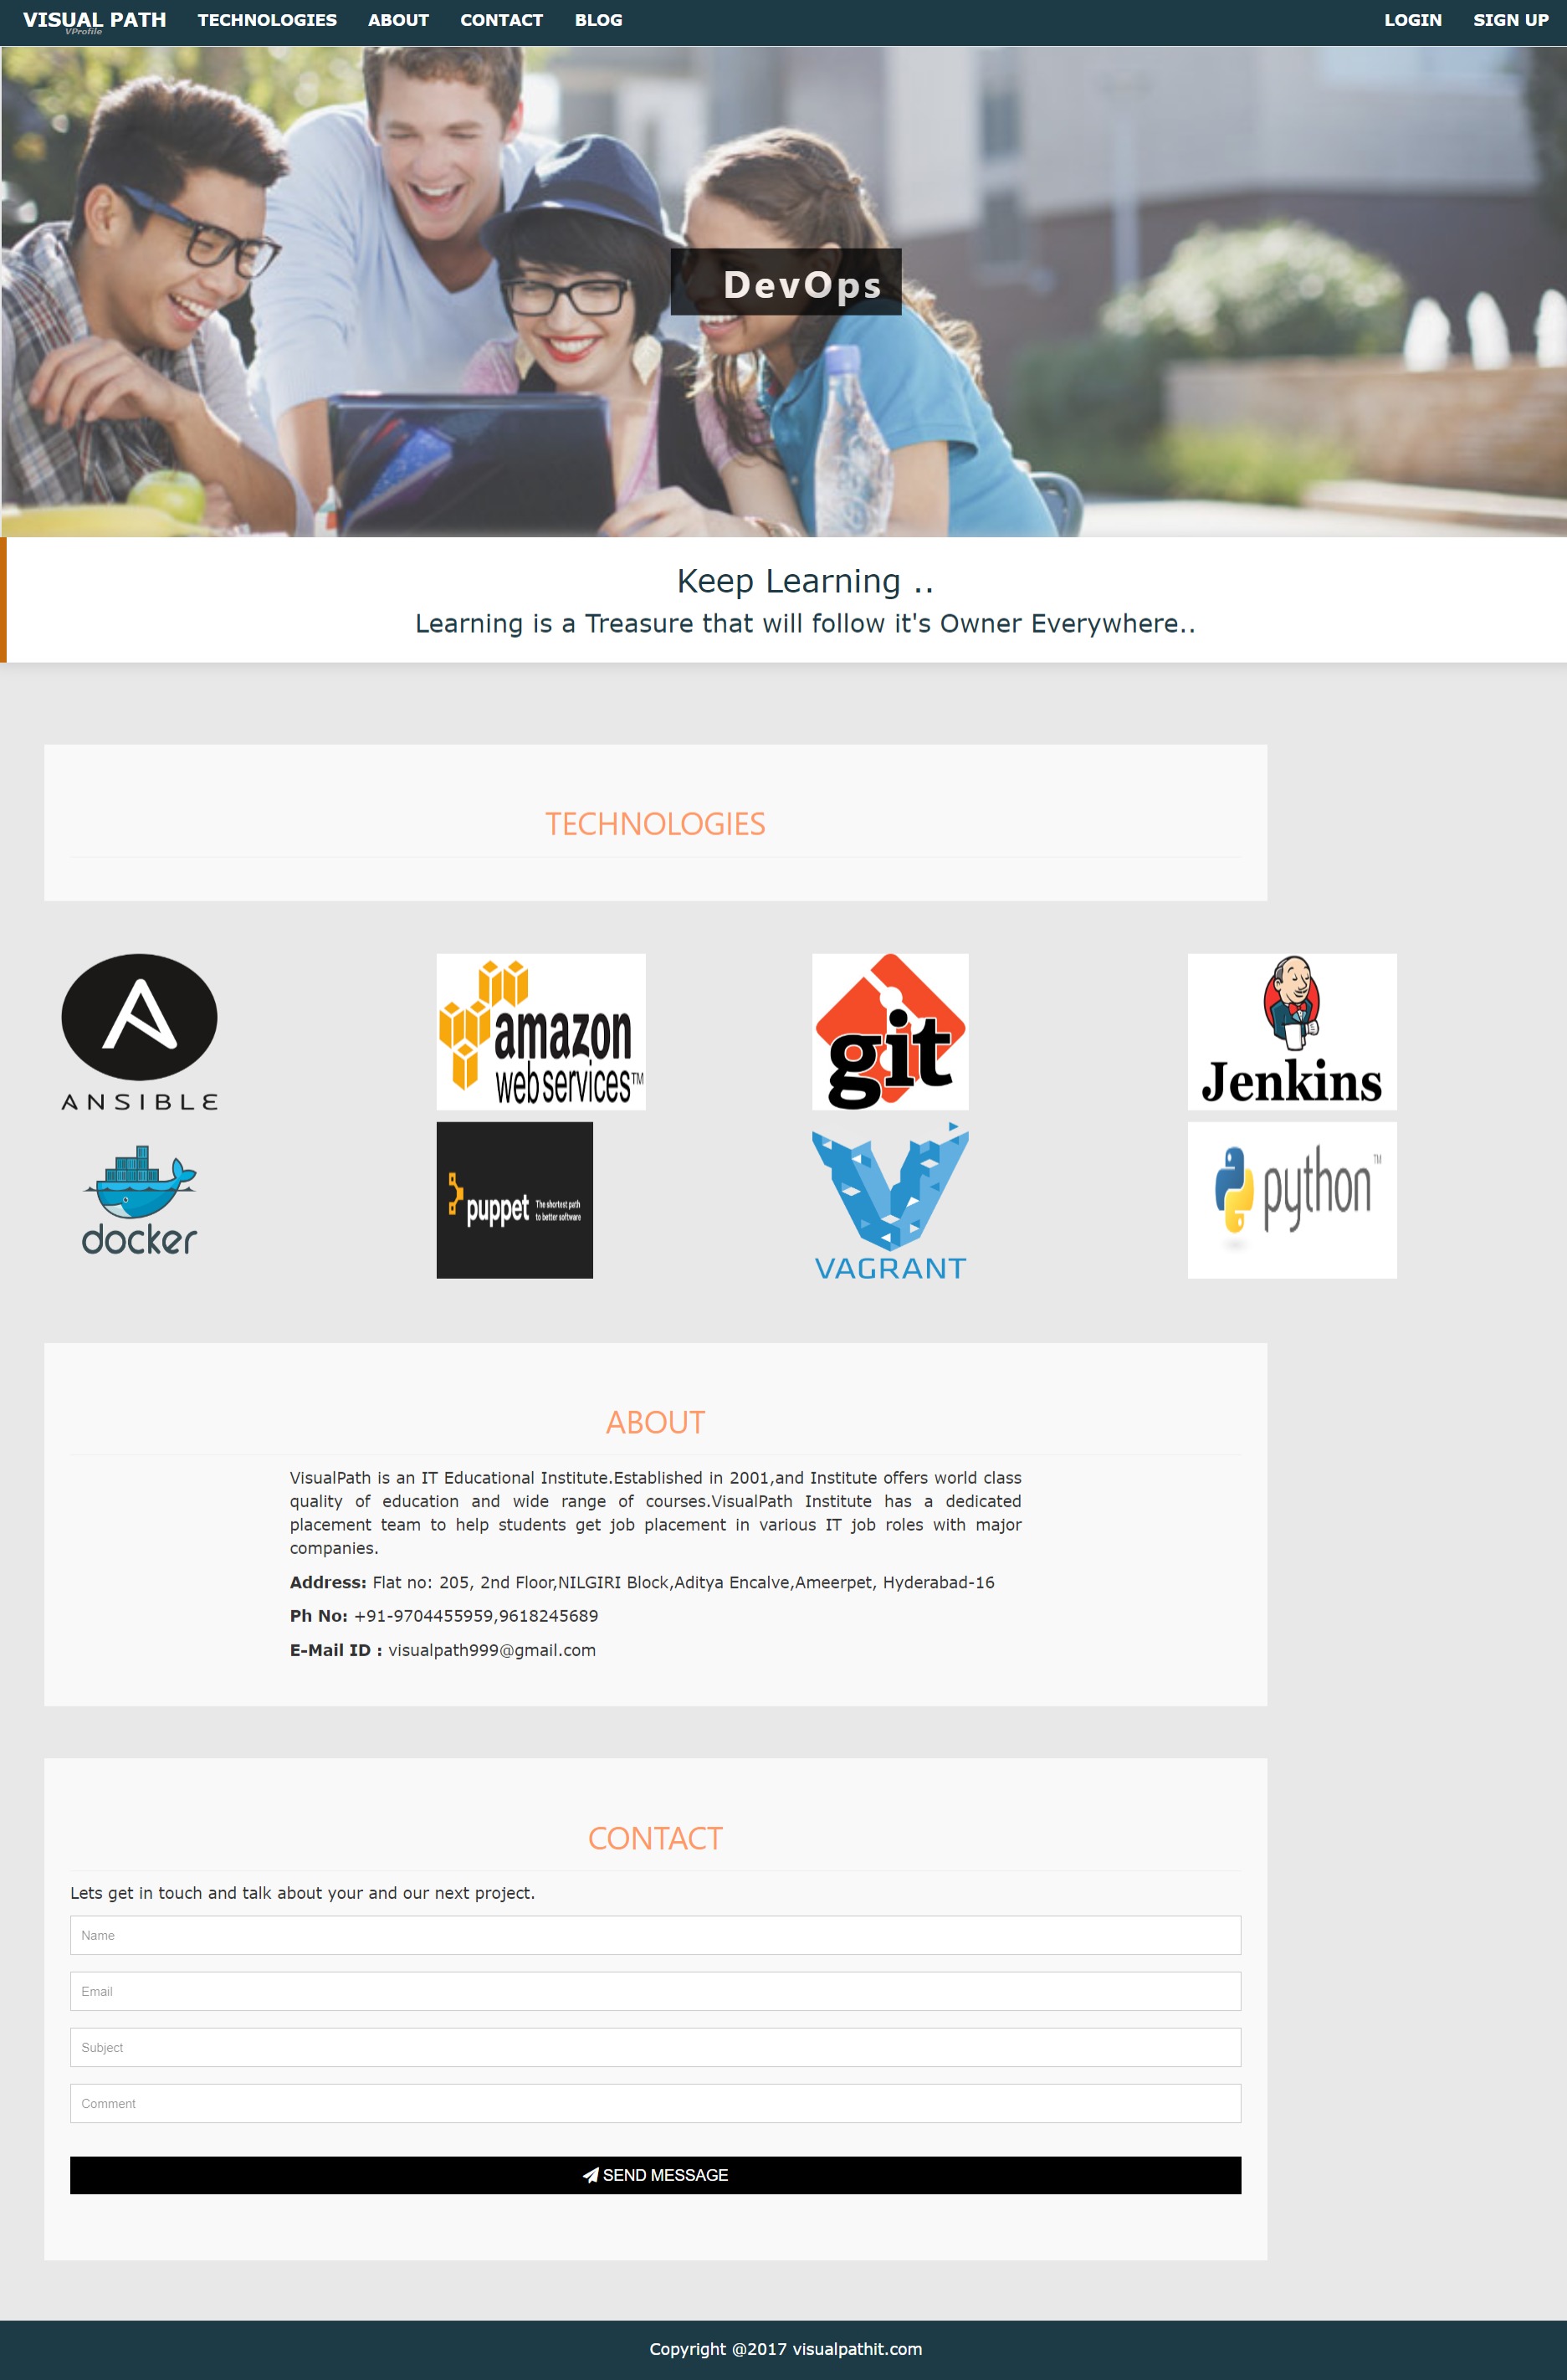 VISUAL PATH TECHNOLOGIES ABOUT CONTACT BLOG LOGIN SIGN UP
VProfile
DevOps
Keep Learning ..
Learning is a Treasure that will follow it's Owner Everywhere..
TECHNOLOGIES
A
ANSIBLE
amazon
web services™
git
Jenkins
docker
puppet The shortest path
to better software
VAGRANT
python™
ABOUT
VisualPath is an IT Educational Institute.Established in 2001,and Institute offers world class
quality of education and wide range of courses.VisualPath Institute has a dedicated
placement team to help students get job placement in various IT job roles with major
companies.
Address: Flat no: 205, 2nd Floor,NILGIRI Block,Aditya Encalve,Ameerpet, Hyderabad-16
Ph No: +91-9704455959,9618245689
E-Mail ID : visualpath999@gmail.com
CONTACT
Lets get in touch and talk about your and our next project.
Name
Email
Subject
Comment
SEND MESSAGE
Copyright @2017 visualpathit.com